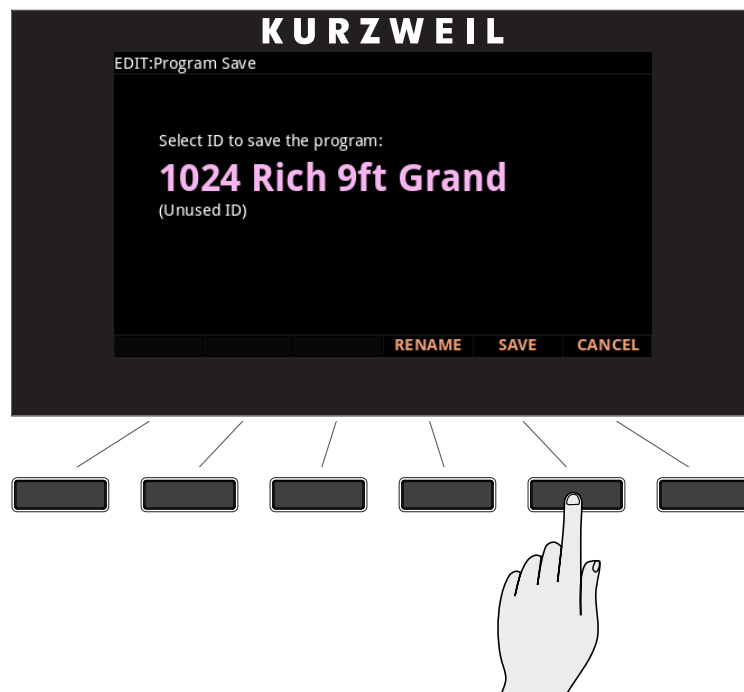 KURZWEIL
EDIT:Program Save
Select ID to save the program:
1024 Rich 9ft Grand
(Unused ID)
RENAME SAVE CANCEL